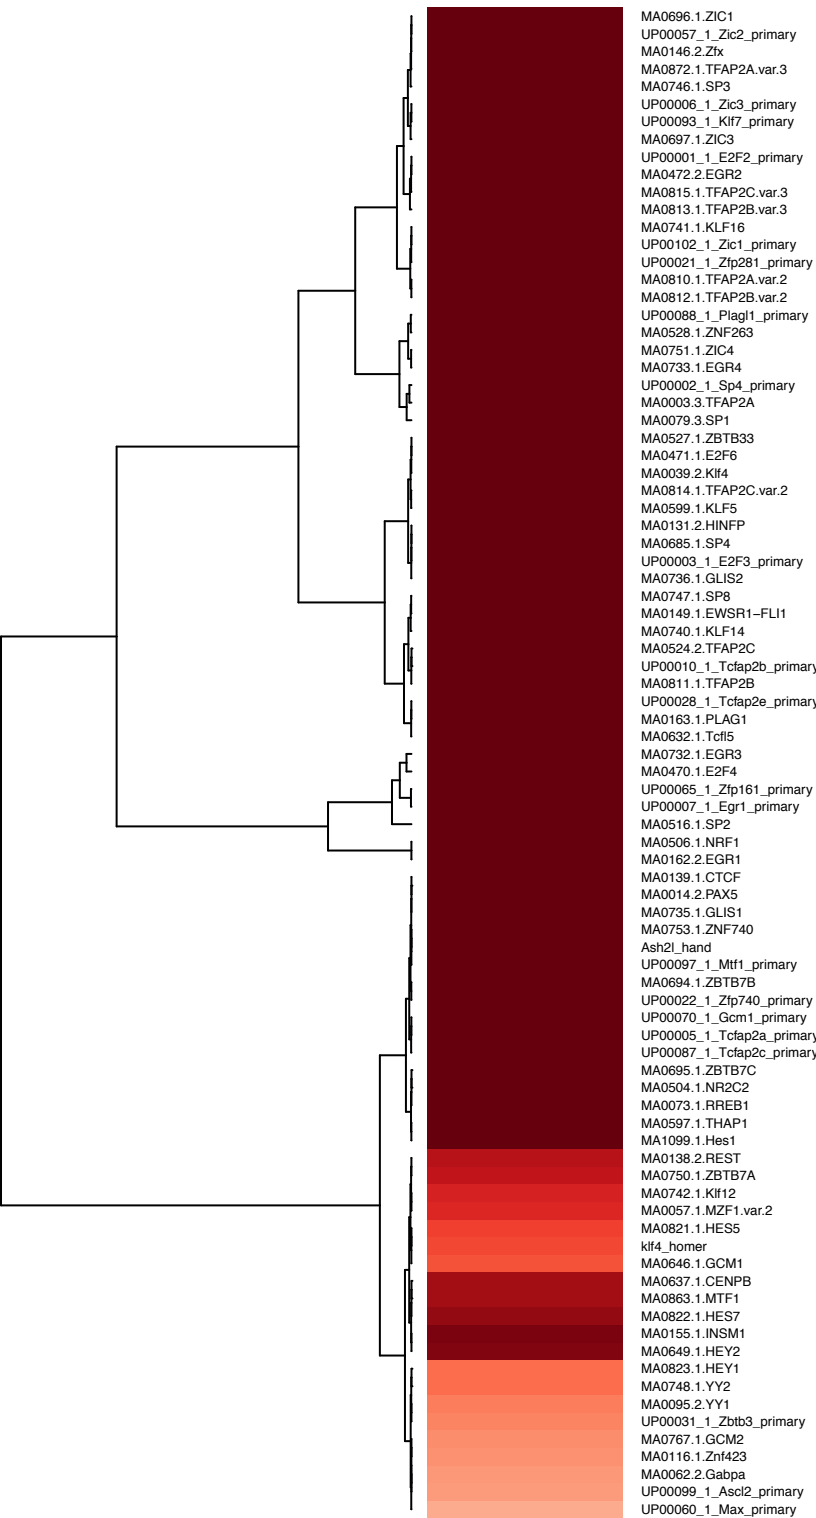 MA0696.1.ZIC1
UP00057_1_Zic2_primary
MA0146.2.Zfx
MA0872.1.TFAP2A.var.3
MA0746.1.SP3
UP00006_1_Zic3_primary
UP00093_1_Klf7_primary
MA0697.1.ZIC3
UP00001_1_E2F2_primary
MA0472.2.EGR2
MA0815.1.TFAP2C.var.3
MA0813.1.TFAP2B.var.3
MA0741.1.KLF16
UP00102_1_Zic1_primary
UP00021_1_Zfp281_primary
MA0810.1.TFAP2A.var.2
MA0812.1.TFAP2B.var.2
UP00088_1_Plagl1_primary
MA0528.1.ZNF263
MA0751.1.ZIC4
MA0733.1.EGR4
UP00002_1_Sp4_primary
MA0003.3.TFAP2A
MA0079.3.SP1
MA0527.1.ZBTB33
MA0471.1.E2F6
MA0039.2.Klf4
MA0814.1.TFAP2C.var.2
MA0599.1.KLF5
MA0131.2.HINFP
MA0685.1.SP4
UP00003_1_E2F3_primary
MA0736.1.GLIS2
MA0747.1.SP8
MA0149.1.EWSR1−FLI1
MA0740.1.KLF14
MA0524.2.TFAP2C
UP00010_1_Tcfap2b_primary
MA0811.1.TFAP2B
UP00028_1_Tcfap2e_primary
MA0163.1.PLAG1
MA0632.1.Tcfl5
MA0732.1.EGR3
MA0470.1.E2F4
UP00065_1_Zfp161_primary
UP00007_1_Egr1_primary
MA0516.1.SP2
MA0506.1.NRF1
MA0162.2.EGR1
MA0139.1.CTCF
MA0014.2.PAX5
MA0735.1.GLIS1
MA0753.1.ZNF740
Ash2l_hand
UP00097_1_Mtf1_primary
MA0694.1.ZBTB7B
UP00022_1_Zfp740_primary
UP00070_1_Gcm1_primary
UP00005_1_Tcfap2a_primary
UP00087_1_Tcfap2c_primary
MA0695.1.ZBTB7C
MA0504.1.NR2C2
MA0073.1.RREB1
MA0597.1.THAP1
MA1099.1.Hes1
MA0138.2.REST
MA0750.1.ZBTB7A
MA0742.1.Klf12
MA0057.1.MZF1.var.2
MA0821.1.HES5
klf4_homer
MA0646.1.GCM1
MA0637.1.CENPB
MA0863.1.MTF1
MA0822.1.HES7
MA0155.1.INSM1
MA0649.1.HEY2
MA0823.1.HEY1
MA0748.1.YY2
MA0095.2.YY1
UP00031_1_Zbtb3_primary
MA0767.1.GCM2
MA0116.1.Znf423
MA0062.2.Gabpa
UP00099_1_Ascl2_primary
UP00060_1_Max_primary